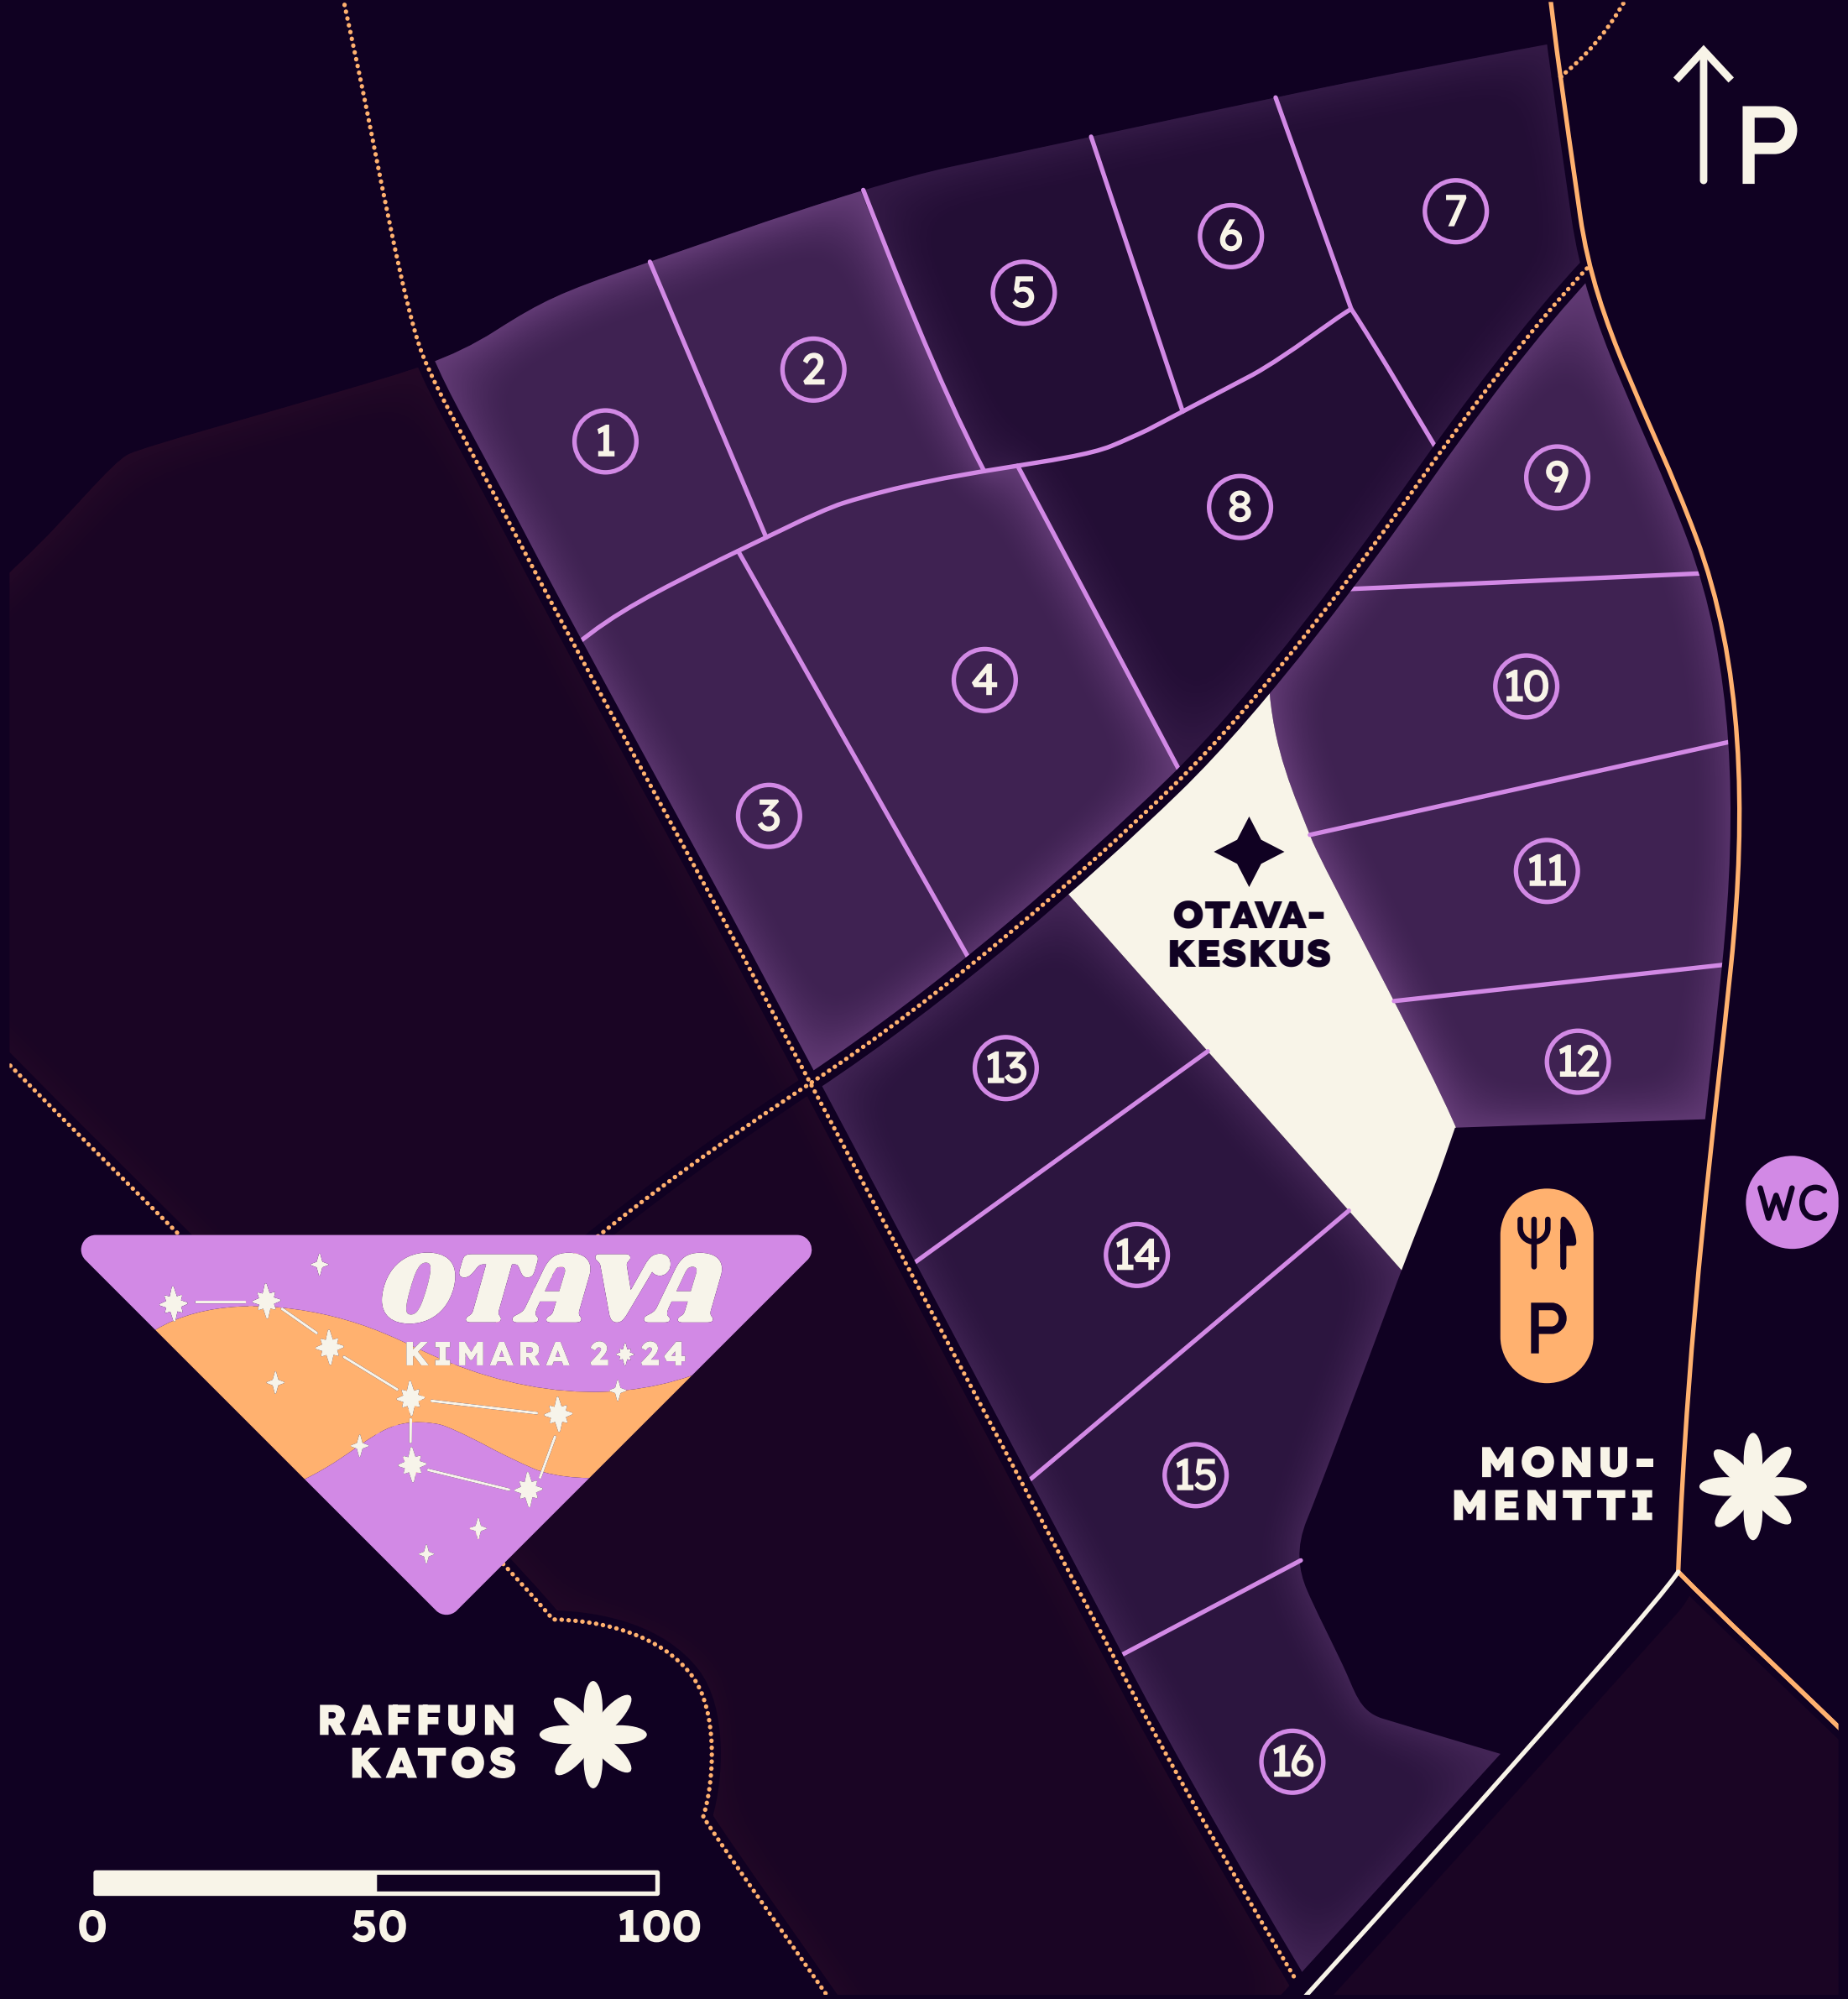 P
7
6
5
2
1
9
8
10
4
3
11
OTAVA-
KESKUS
12
13
WC
14
P
OTAVA
KIMARA 2024
15
MONU-
MENTTI
RAFFUN
KATOS
16
0 50 100